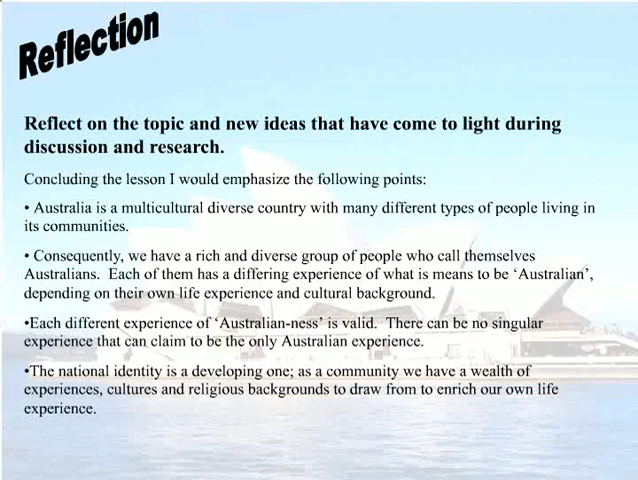 Reflection
Reflect on the topic and new ideas that have come to light during
discussion and research.
Concluding the lesson I would emphasize the following points:
• Australia is a multicultural diverse country with many different types of people living in
its communities.
• Consequently, we have a rich and diverse group of people who call themselves
Australians. Each of them has a differing experience of what is means to be ‘Australian’,
depending on their own life experience and cultural background.
•Each different experience of ‘Australian-ness’ is valid. There can be no singular
experience that can claim to be the only Australian experience.
•The national identity is a developing one; as a community we have a wealth of
experiences, cultures and religious backgrounds to draw from to enrich our own life
experience.